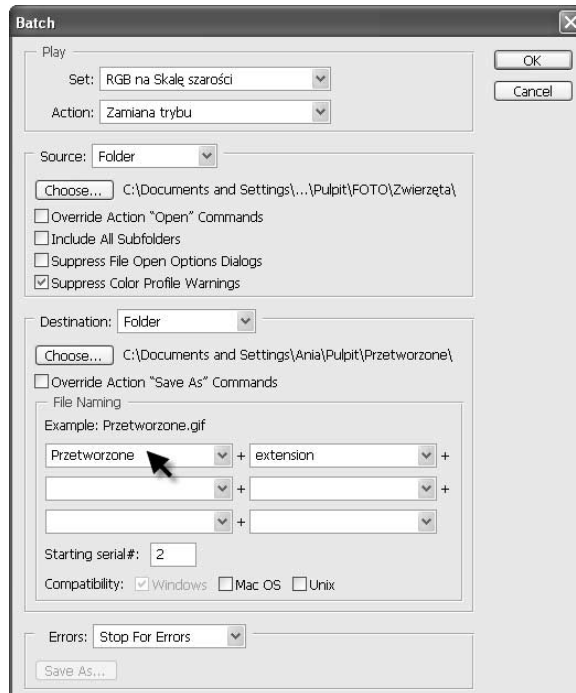 Batch
Play
Set: RGB na Skalę szarości
Action: Zamiana trybu
OK
Cancel
Source: Folder
Choose... C:\Documents and Settings\...\Pulpit\FOTO\Zwierzęta\
Override Action "Open" Commands
Include All Subfolders
Suppress File Open Options Dialogs
Suppress Color Profile Warnings
Destination: Folder
Choose... C:\Documents and Settings\Ania\Pulpit\Przetworzone\
Override Action "Save As" Commands
File Naming
Example: Przetworzone.gif
Przetworzone + extension +
+ +
+
Starting serial#: 2
Compatibility: Windows Mac OS Unix
Errors: Stop For Errors
Save As...